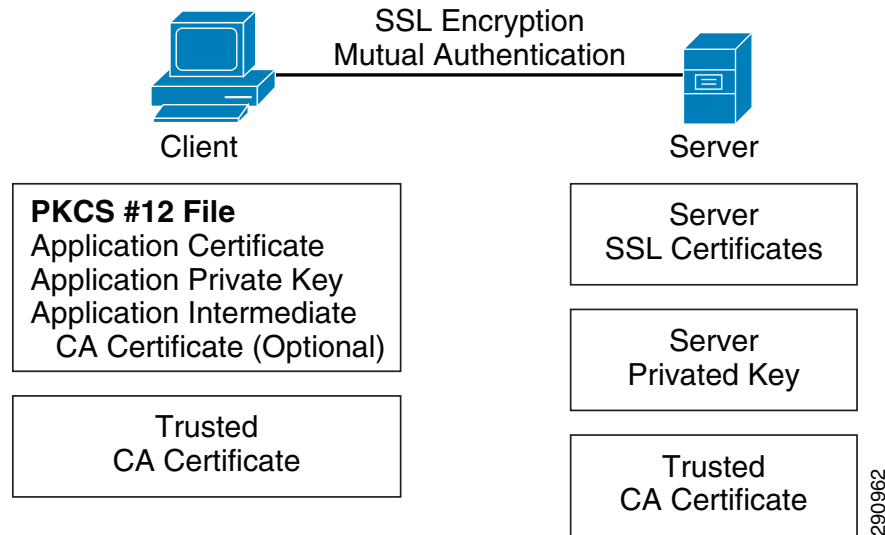 SSL Encryption
Mutual Authentication
Client
Server
PKCS #12 File
Application Certificate
Application Private Key
Application Intermediate
CA Certificate (Optional)
Trusted
CA Certificate
Server
SSL Certificates
Server
Privated Key
Trusted
CA Certificate
290962